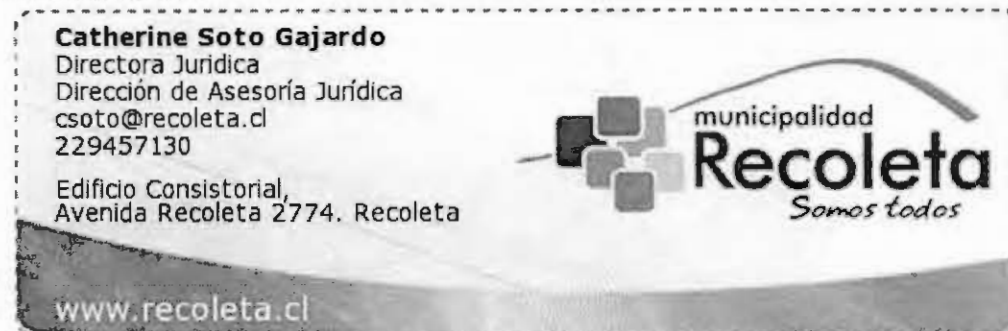 Catherine Soto Gajardo
Directora Juridica
Dirección de Asesoría Jurídica
csoto@recoleta.cl
229457130
Edificio Consistorial,
Avenida Recoleta 2774. Recoleta
municipalidad
Recoleta
Somos todos
www.recoleta.cl